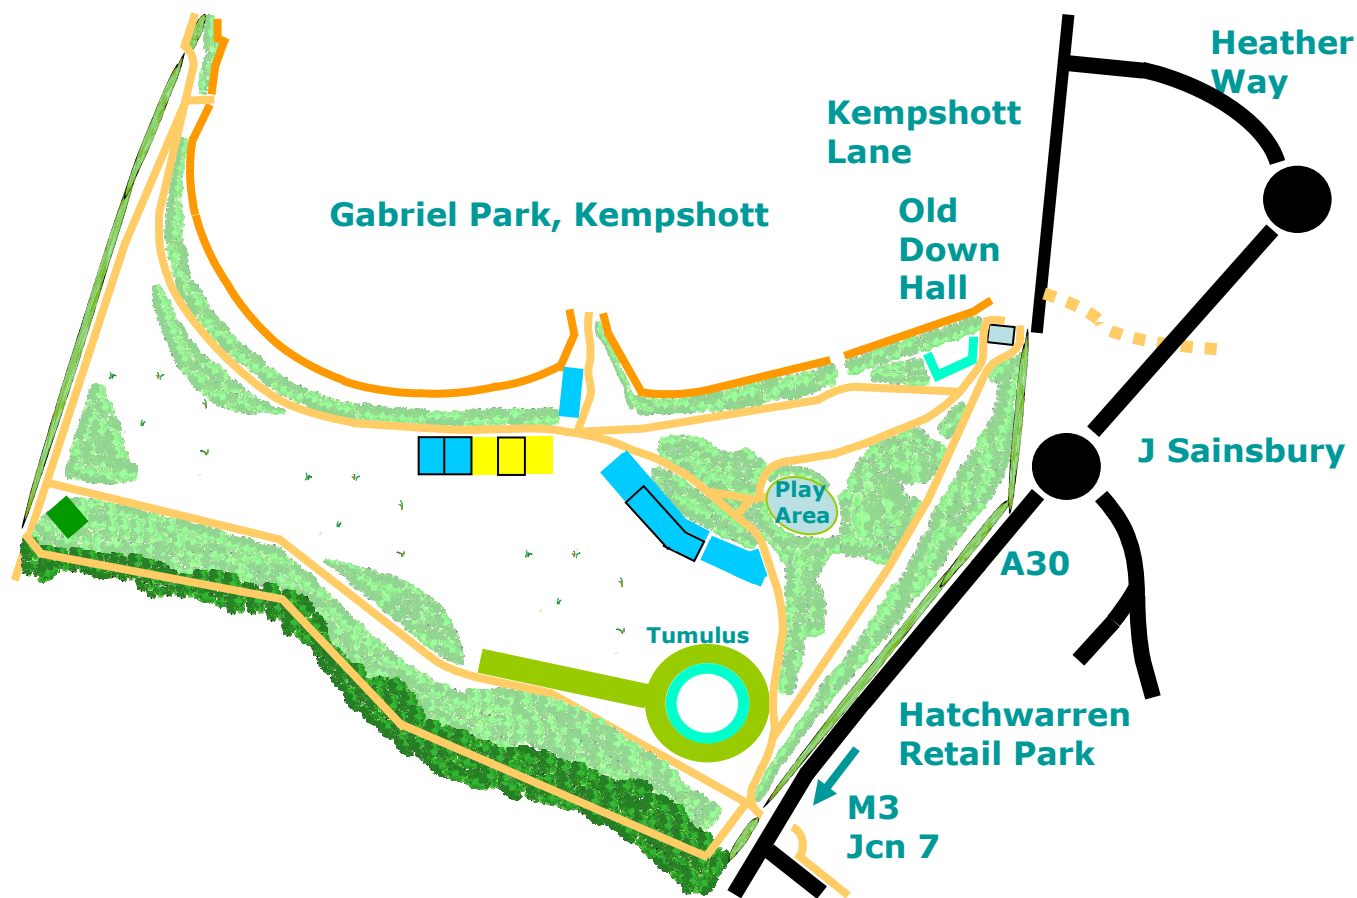 Heather
Way
Kempshott
Lane
Gabriel Park, Kempshott
Old
Down
Hall
J Sainsbury
Play
Area
A30
Tumulus
Hatchwarren
Retail Park
M3
Jcn 7